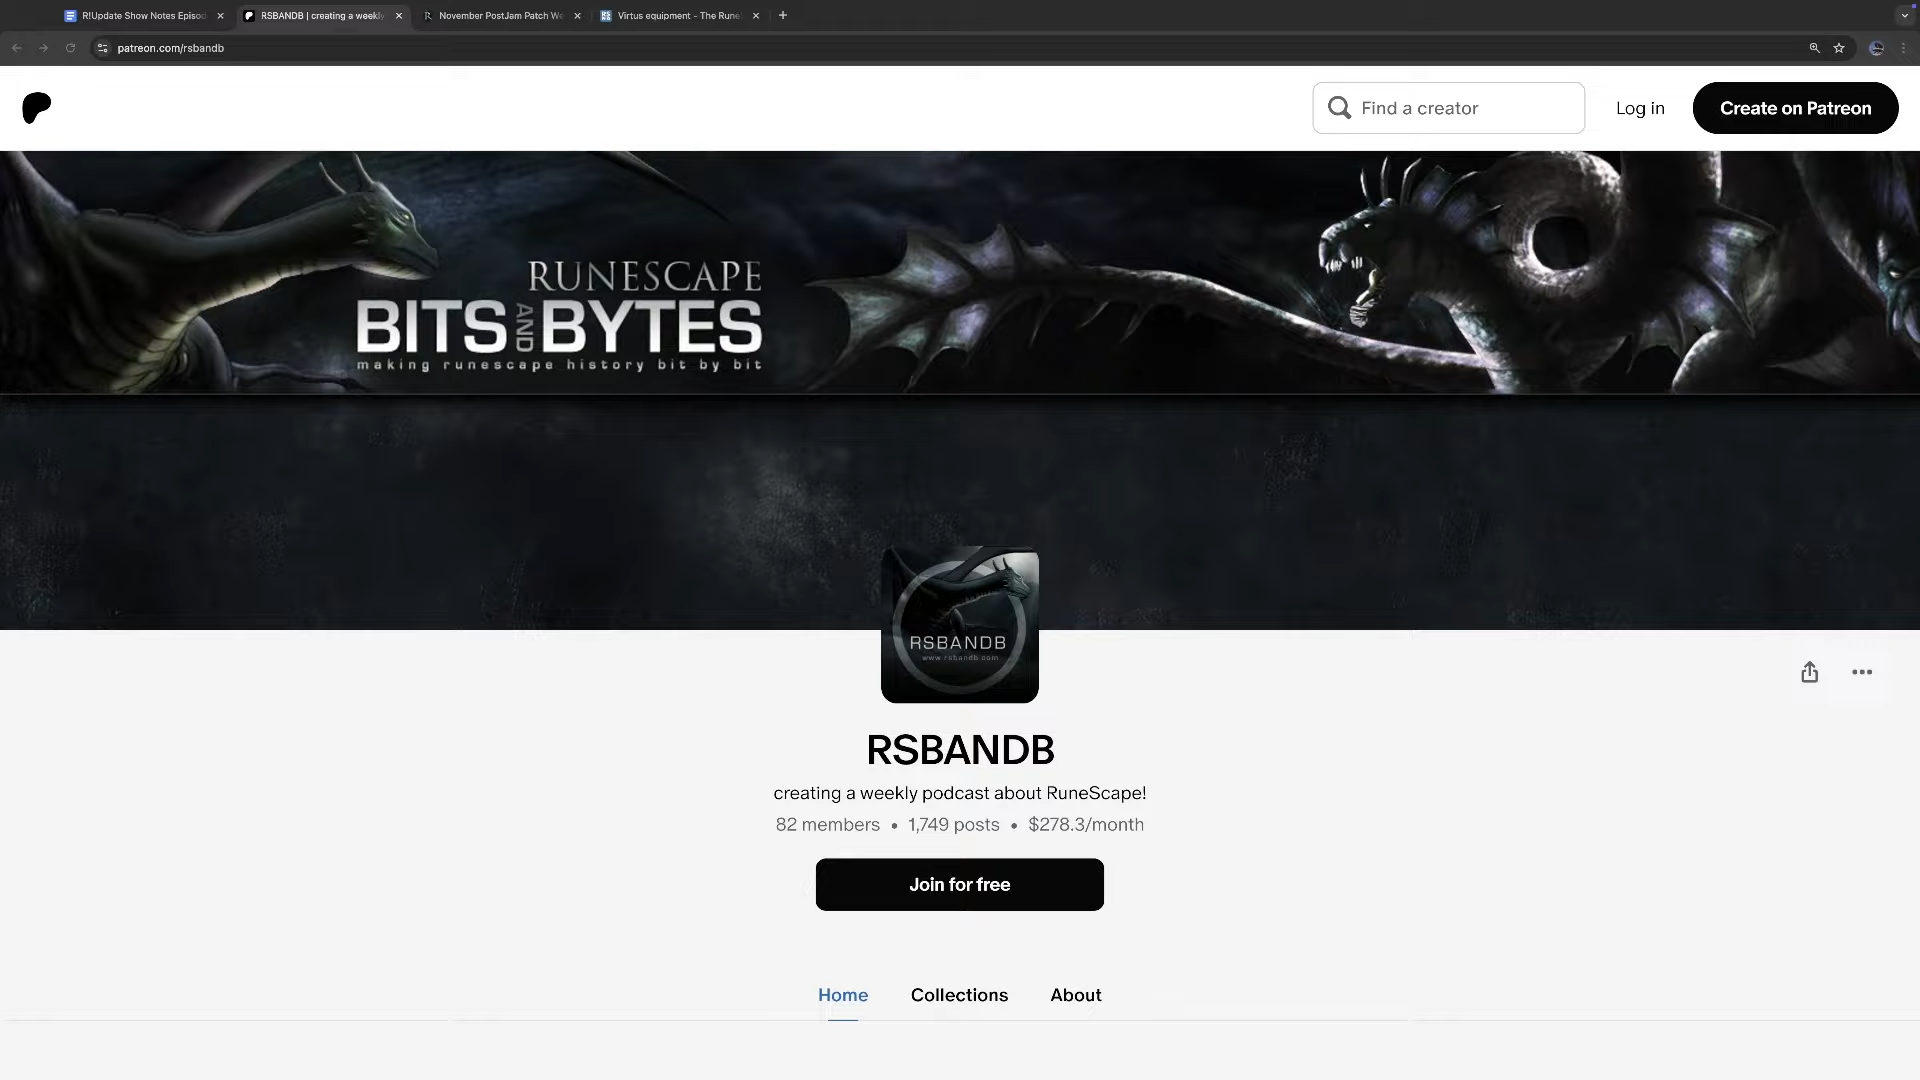 R!Update Show Notes Episod
RSBANDB | creating a weekly
November PostJam Patch We
Virtus equipment - The Rune
patreon.com/rsbandb
Find a creator
Log in
Create on Patreon
RUNESCAPE
BITS AND BYTES
making runescape history bit by bit
RSBANDB
www.rsbandb.com
RSBANDB
creating a weekly podcast about RuneScape!
82 members • 1,749 posts • $278.3/month
Join for free
Home
Collections
About